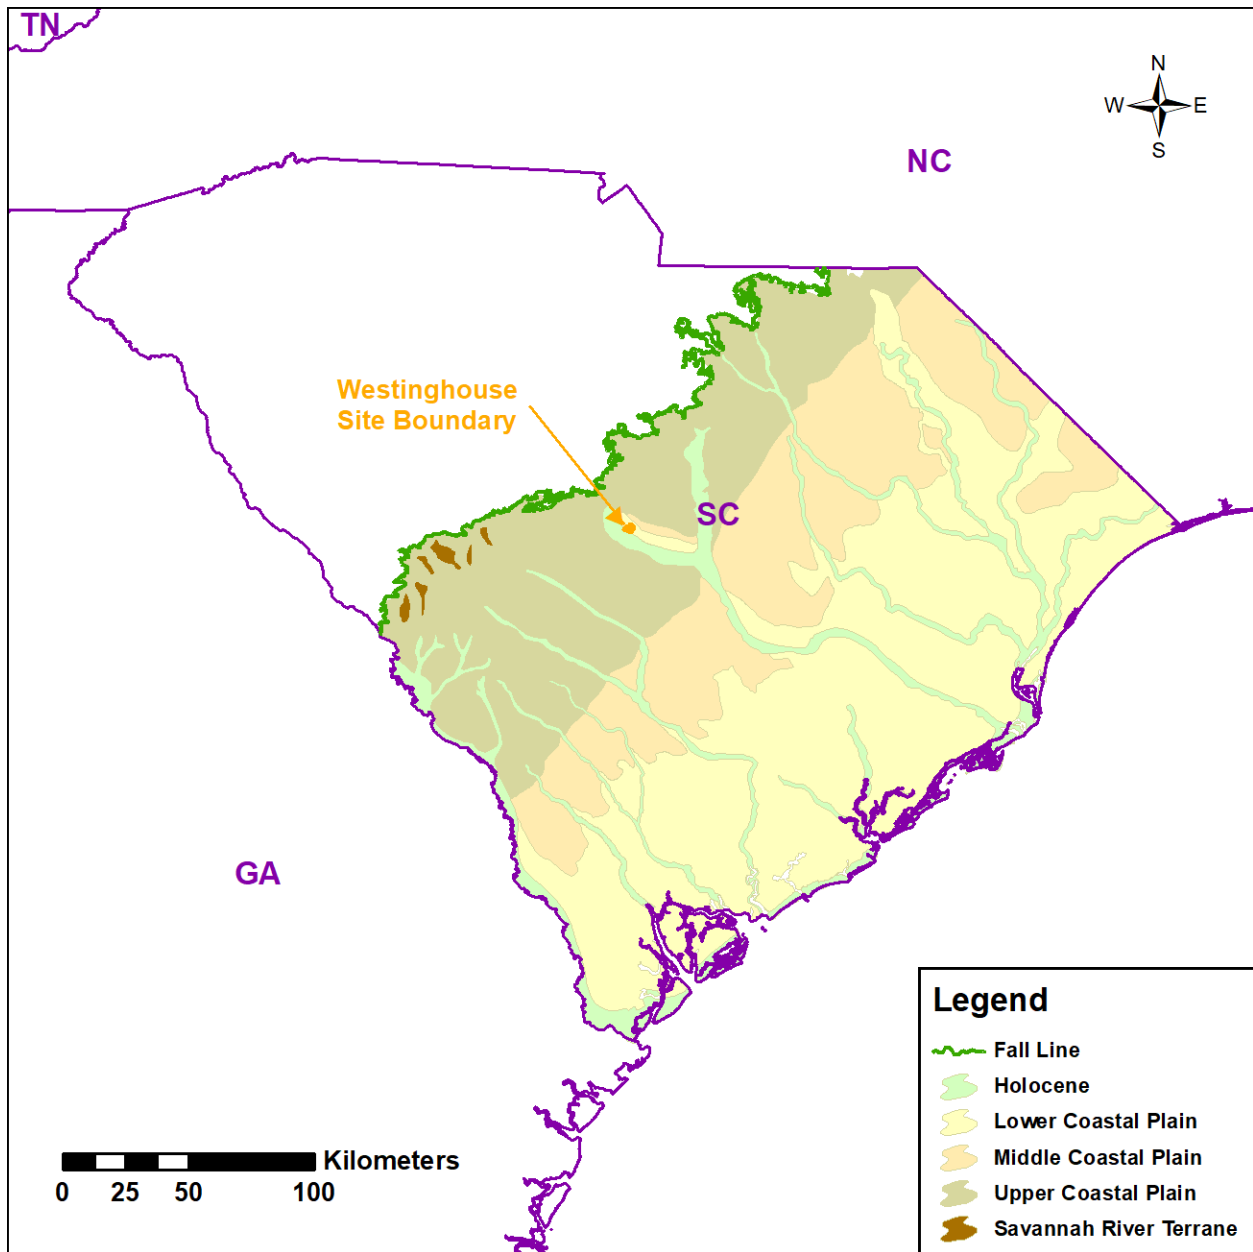 TN
N
W E
S
NC
Westinghouse
Site Boundary
SC
GA
Legend
Fall Line
Holocene
Lower Coastal Plain
Middle Coastal Plain
Upper Coastal Plain
Savannah River Terrane
Kilometers
0 25 50 100